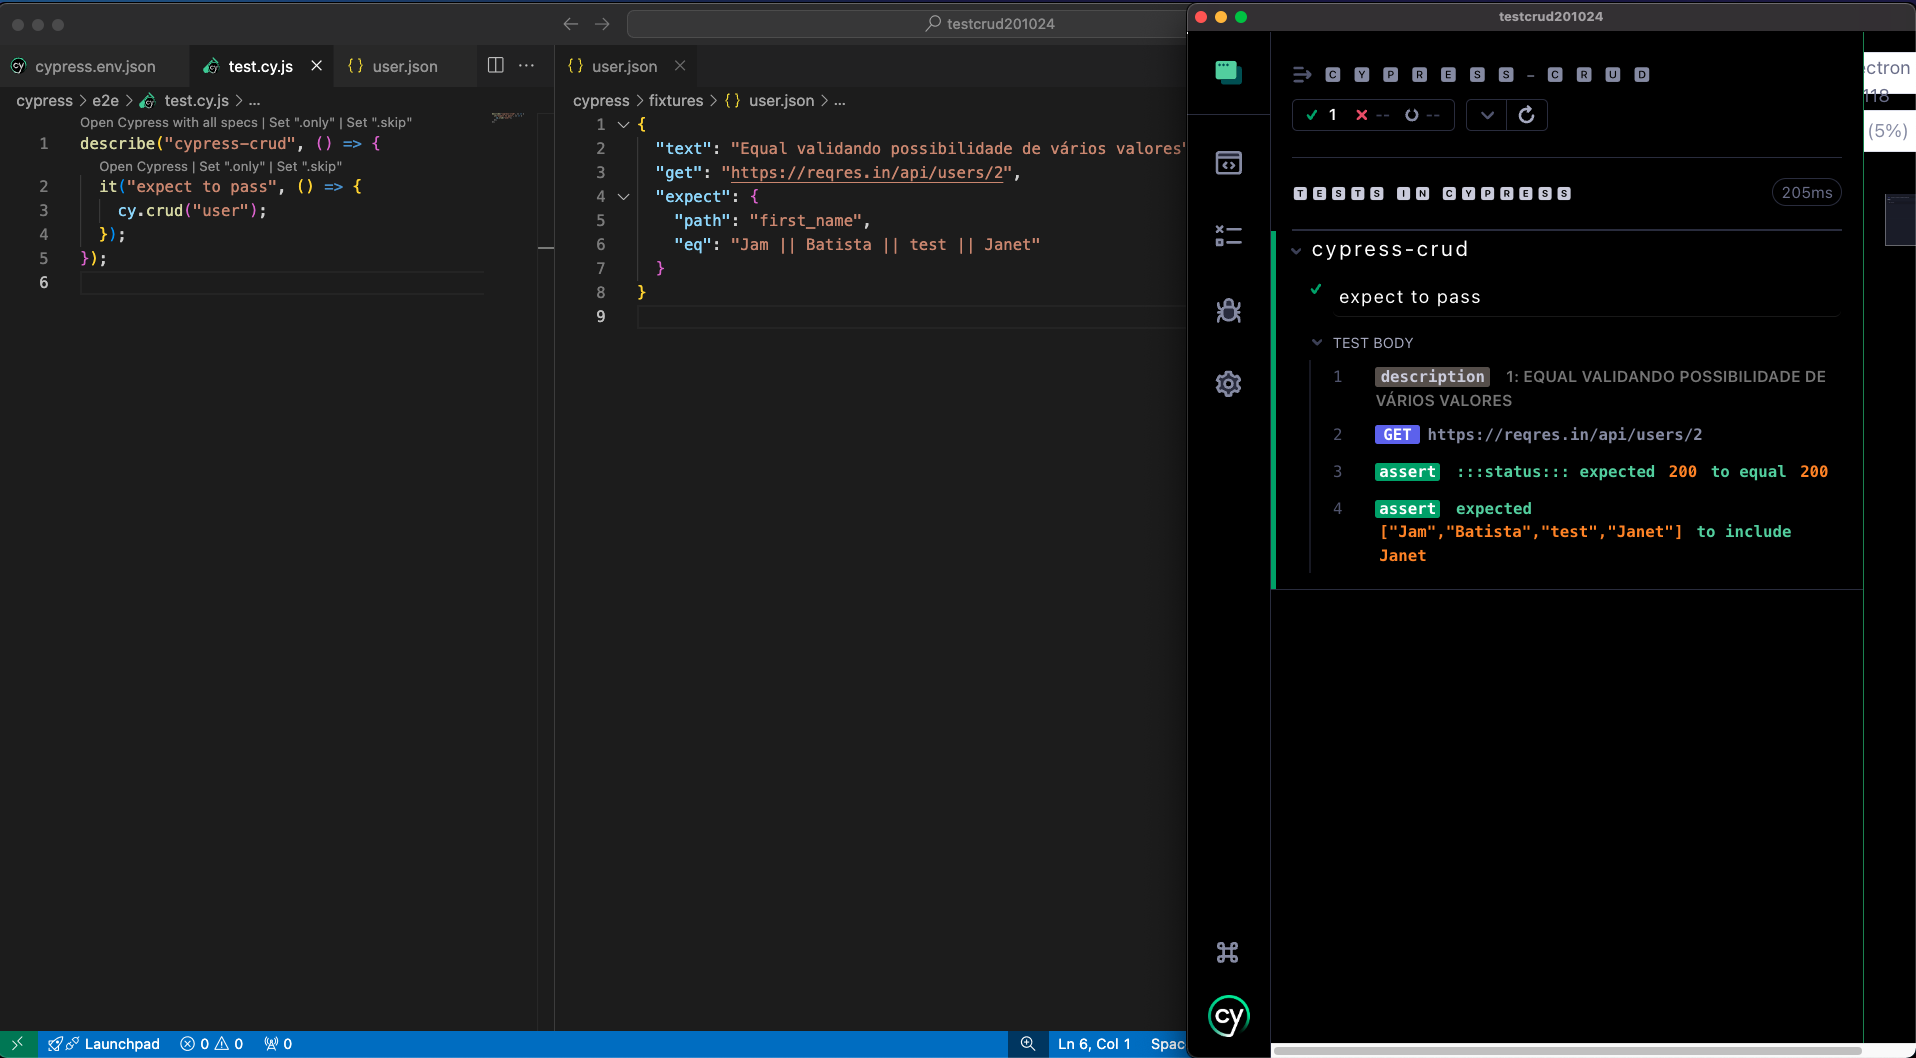 testcrud201024
cypress.env.json
test.cy.js
user.json
cypress > e2e > test.cy.js > ...
Open Cypress with all specs | Set ".only" | Set ".skip"
1 describe("cypress-crud", () => {
Open Cypress | Set ".only" | Set ".skip"
2 it("expect to pass", () => {
3 cy.crud("user");
4 });
5 });
6
user.json
cypress > fixtures > {} user.json > ...
1 {
2 "text": "Equal validando possibilidade de vários valores"
3 "get": "https://reqres.in/api/users/2",
4 "expect": {
5 "path": "first_name",
6 "eq": "Jam || Batista || test || Janet"
7 }
8 }
9
Launchpad
0 0
0
Ln 6, Col 1
Spac
testcrud201024
CYPRESS-CRUD
1 -- --
TESTS IN CYPRESS
205ms
cypress-crud
expect to pass
TEST BODY
1 description 1: EQUAL VALIDANDO POSSIBILIDADE DE
VÁRIOS VALORES
2 GET https://reqres.in/api/users/2
3 assert :::status::: expected 200 to equal 200
4 assert expected
["Jam","Batista","test","Janet"] to include
Janet
cy
ectron
118
(5%)